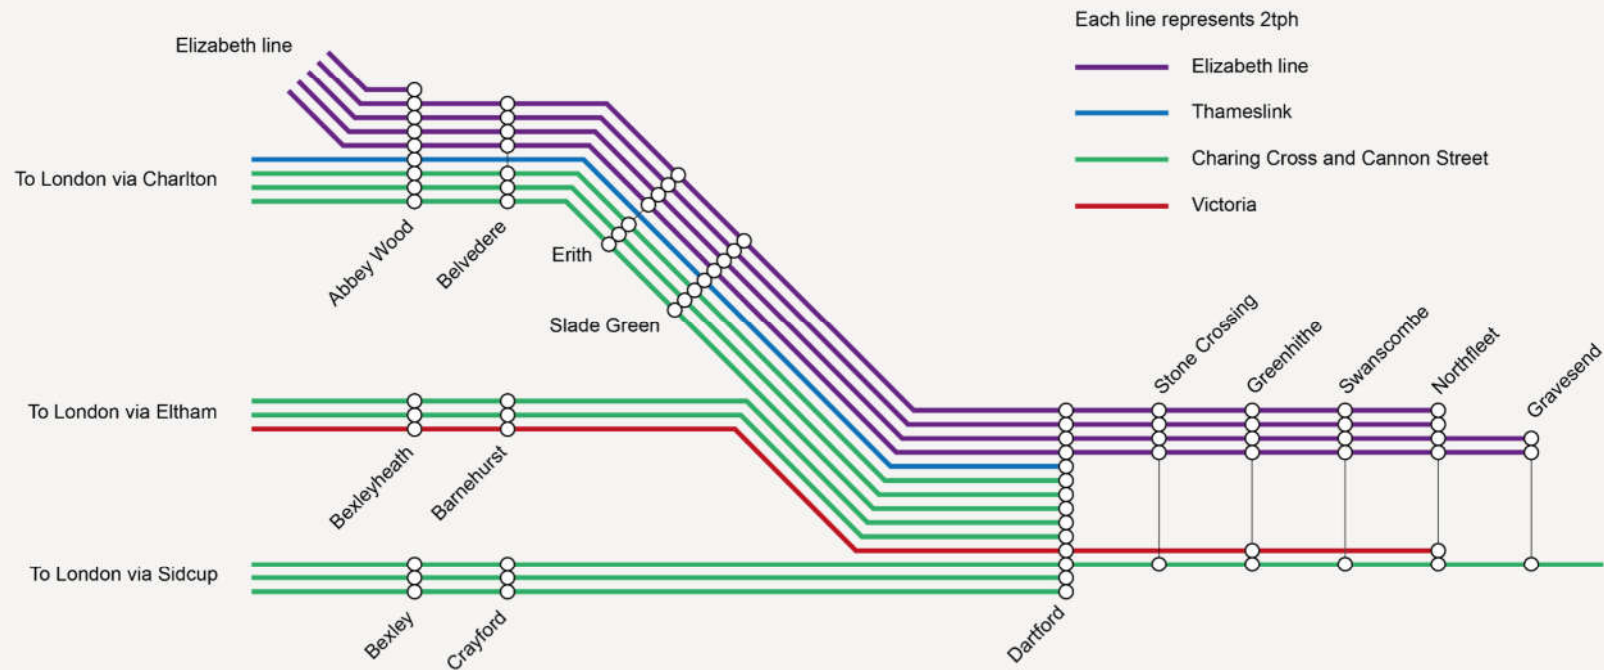 Each line represents 2tph
Elizabeth line
Elizabeth line
Thameslink
To London via Charlton
Charing Cross and Cannon Street
Victoria
Abbey Wood
Belvedere
Erith
Slade Green
Stone Crossing
Greenhithe
Swanscombe
Northfleet
Gravesend
To London via Eltham
Bexleyheath
Barnehurst
To London via Sidcup
Bexley
Crayford
Dartford